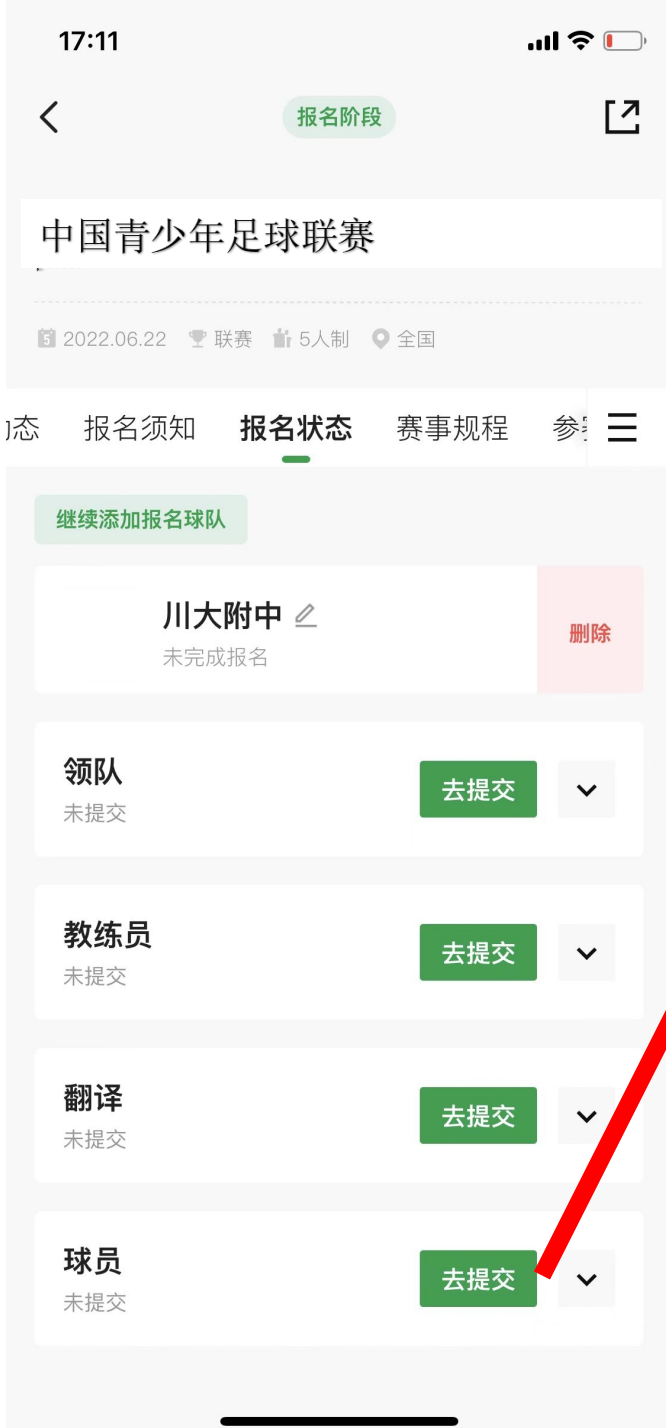 17:11
报名阶段
中国青少年足球联赛
2022.06.22 联赛 5人制 全国
报名须知 报名状态 赛事规程
继续添加报名球队
川大附中
未完成报名
删除
领队
未提交
去提交
教练员
未提交
去提交
翻译
未提交
去提交
球员
未提交
去提交